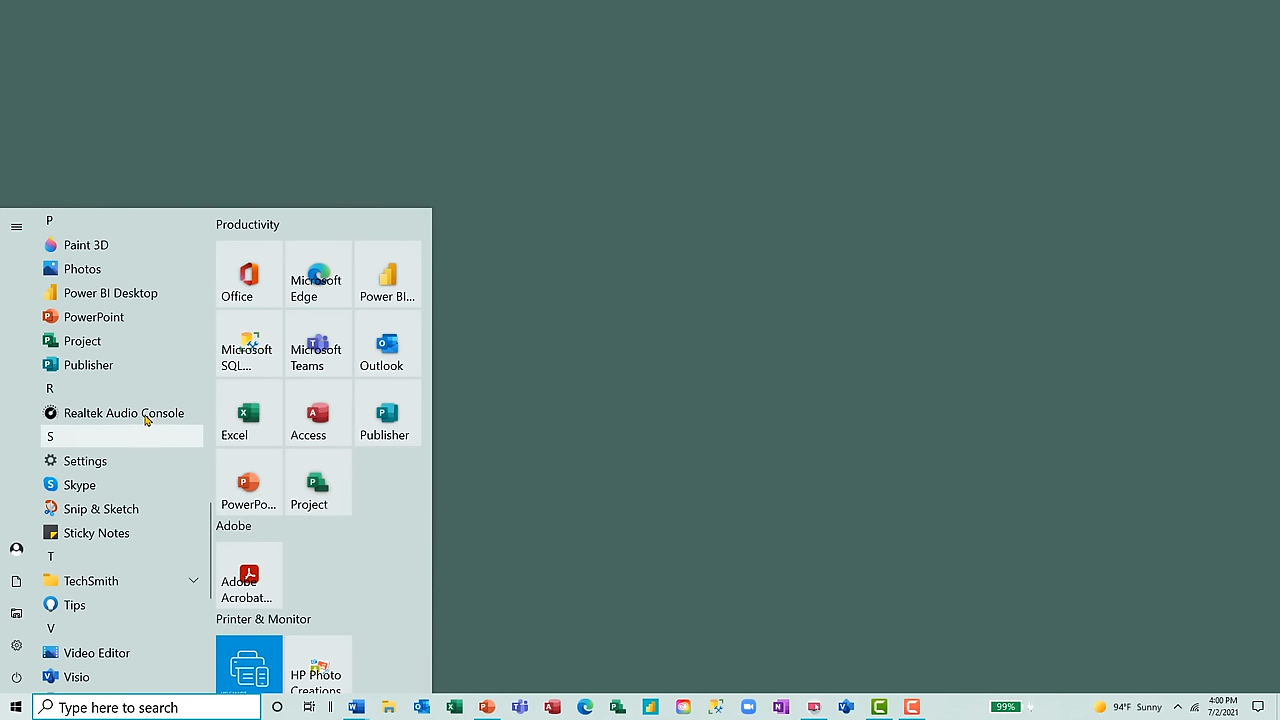 P
Paint 3D
Photos
Power BI Desktop
PowerPoint
Project
Publisher
R
Realtek Audio Console
S
Settings
Skype
Snip & Sketch
Sticky Notes
T
TechSmith
Tips
V
Video Editor
Visio
Productivity
Office
Microsoft Edge
Power BI...
Microsoft SQL...
Microsoft Teams
Outlook
Excel
Access
Publisher
PowerPo...
Project
Adobe
Adobe Acrobat...
Printer & Monitor
HP Photo Creations
Type here to search
99%
94°F Sunny
4:00 PM
7/2/2021